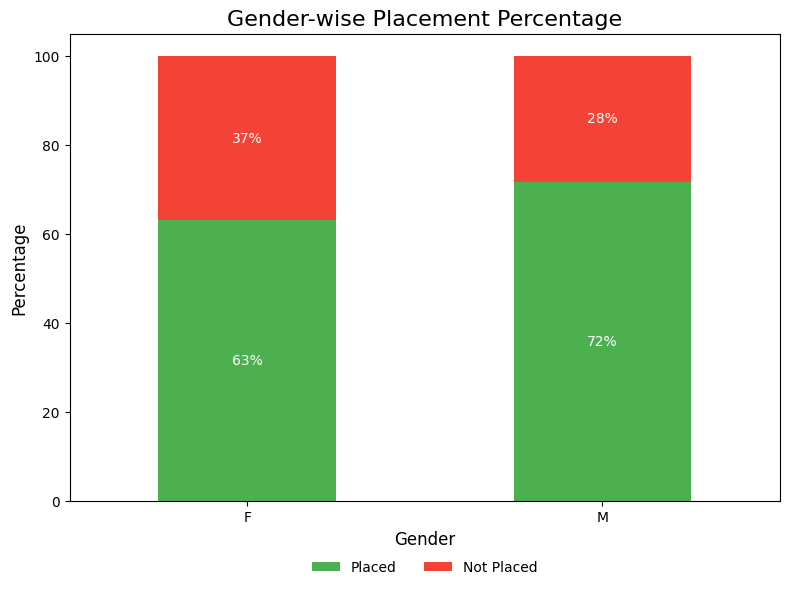 Gender-wise Placement Percentage
100
80
60
40
20
0
Percentage
37%
28%
63%
72%
F M
Gender
Placed Not Placed